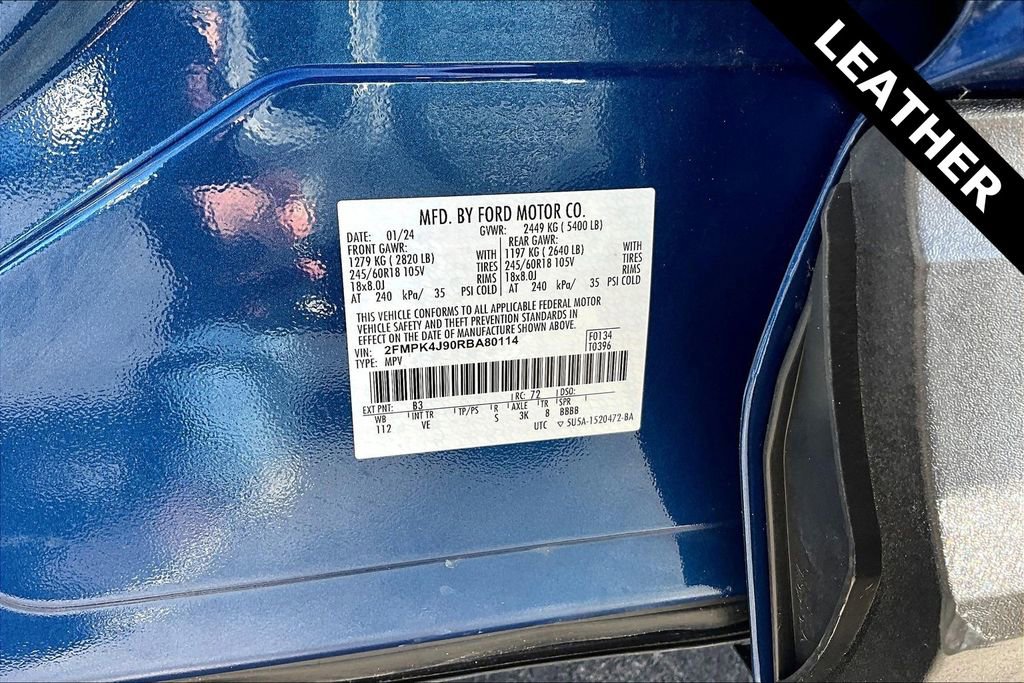 LEATHER
MFD. BY FORD MOTOR CO.
DATE: 01/24 GVWR: 2449 KG ( 5400 LB)
FRONT GAWR: REAR GAWR:
1279 KG ( 2820 LB) WITH 1197 KG ( 2640 LB) WITH
245/60R18 105V TIRES 245/60R18 105V TIRES
18x8.0J RIMS 18x8.0J RIMS
AT 240 kPa/ 35 PSI COLD AT 240 kPa/ 35 PSI COLD
THIS VEHICLE CONFORMS TO ALL APPLICABLE FEDERAL MOTOR
VEHICLE SAFETY AND THEFT PREVENTION STANDARDS IN
EFFECT ON THE DATE OF MANUFACTURE SHOWN ABOVE.
VIN: 2FMPK4J90RBA80114 F0134
TYPE: MPV T0396
EXT PNT: B3 RC: 72 DSO:
WB INT TR TP/PS R AXLE TR SPR
112 VE S 3K 8 BBBB
UTC ▽ 5U5A-1520472-BA